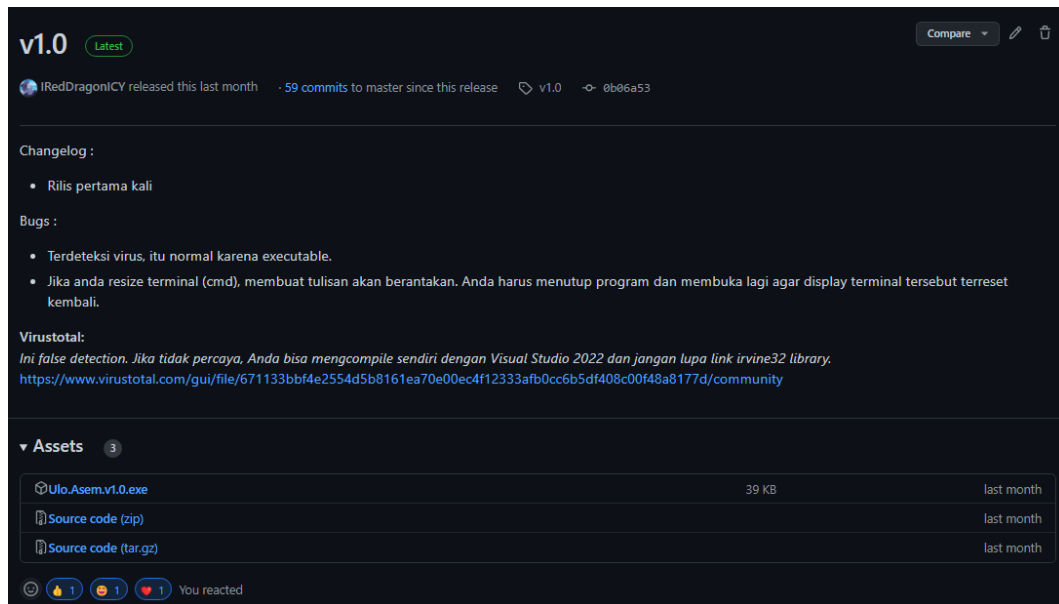 v1.0 Latest Compare
IRedDragonICY released this last month · 59 commits to master since this release v1.0 0b06a53
Changelog :
• Rilis pertama kali
Bugs :
• Terdeteksi virus, itu normal karena executable.
• Jika anda resize terminal (cmd), membuat tulisan akan berantakan. Anda harus menutup program dan membuka lagi agar display terminal tersebut terreset
kembali.
Virustotal:
Ini false detection. Jika tidak percaya, Anda bisa mengcompile sendiri dengan Visual Studio 2022 dan jangan lupa link irvine32 library.
https://www.virustotal.com/gui/file/671133bbf4e2554d5b8161ea70e00ec4f12333afb0cc6b5df408c00f48a8177d/community
Assets 3
Ulo.Asem.v1.0.exe 39 KB last month
Source code (zip) last month
Source code (tar.gz) last month
1 1 1 You reacted